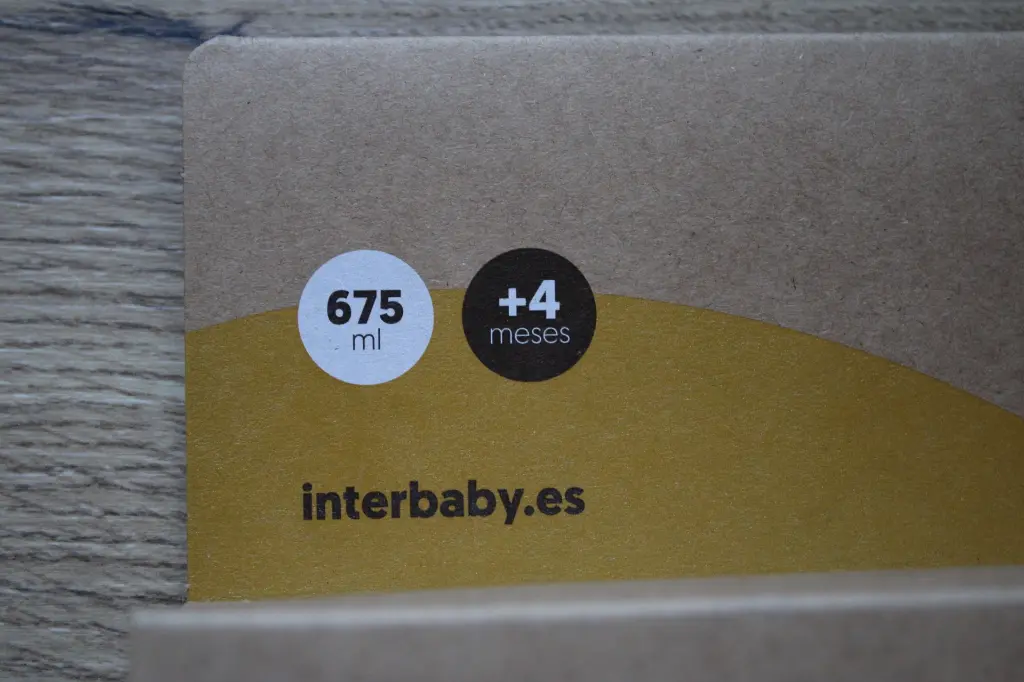 675
ml
+4
meses
interbaby.es